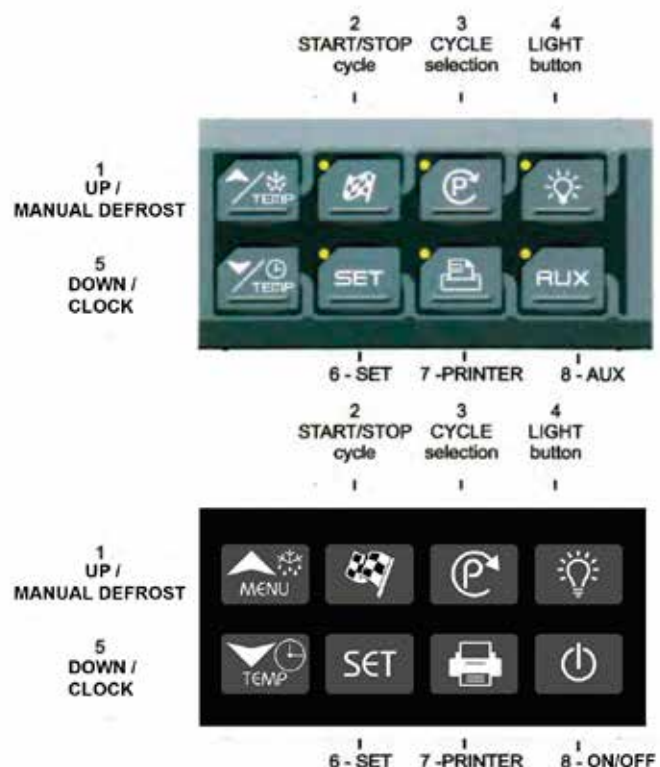 2 3 4
START/STOP CYCLE LIGHT
cycle selection button
1
UP /
MANUAL DEFROST
TEMP P
5
DOWN /
CLOCK
TEMP SET AUX
6 - SET 7 -PRINTER 8 - AUX
2 3 4
START/STOP CYCLE LIGHT
cycle selection button
1
UP /
MANUAL DEFROST
MENU P
5
DOWN /
CLOCK
TEMP SET
6 - SET 7 -PRINTER 8 - ON/OFF